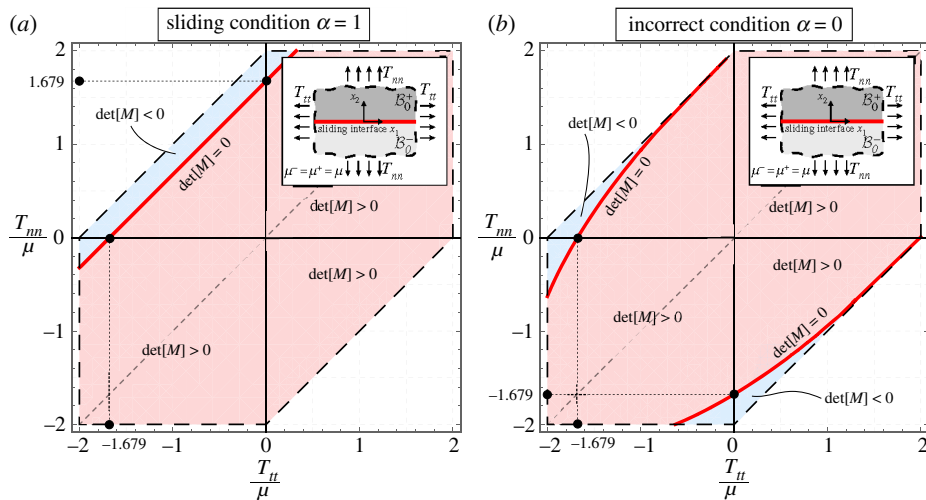 (a) sliding condition α = 1
2
1.679
1
T_nn/μ
0
−1
−2
det[M] < 0
det[M] = 0
det[M] > 0
det[M] > 0
det[M] > 0
T_nn
T_tt
T_tt
x_2
B_0^+
sliding interface x_1
B_0^−
μ^− = μ^+ = μ
T_nn
−2
-1.679
−1
0
1
2
T_tt/μ
(b) incorrect condition α = 0
2
1
T_nn/μ
0
−1
-1.679
−2
det[M] < 0
det[M] = 0
det[M] > 0
det[M] > 0
det[M] > 0
det[M] = 0
det[M] < 0
T_nn
T_tt
T_tt
x_2
B_0^+
sliding interface x_1
B_0^−
μ^− = μ^+ = μ
T_nn
−2
-1.679
−1
0
1
2
T_tt/μ